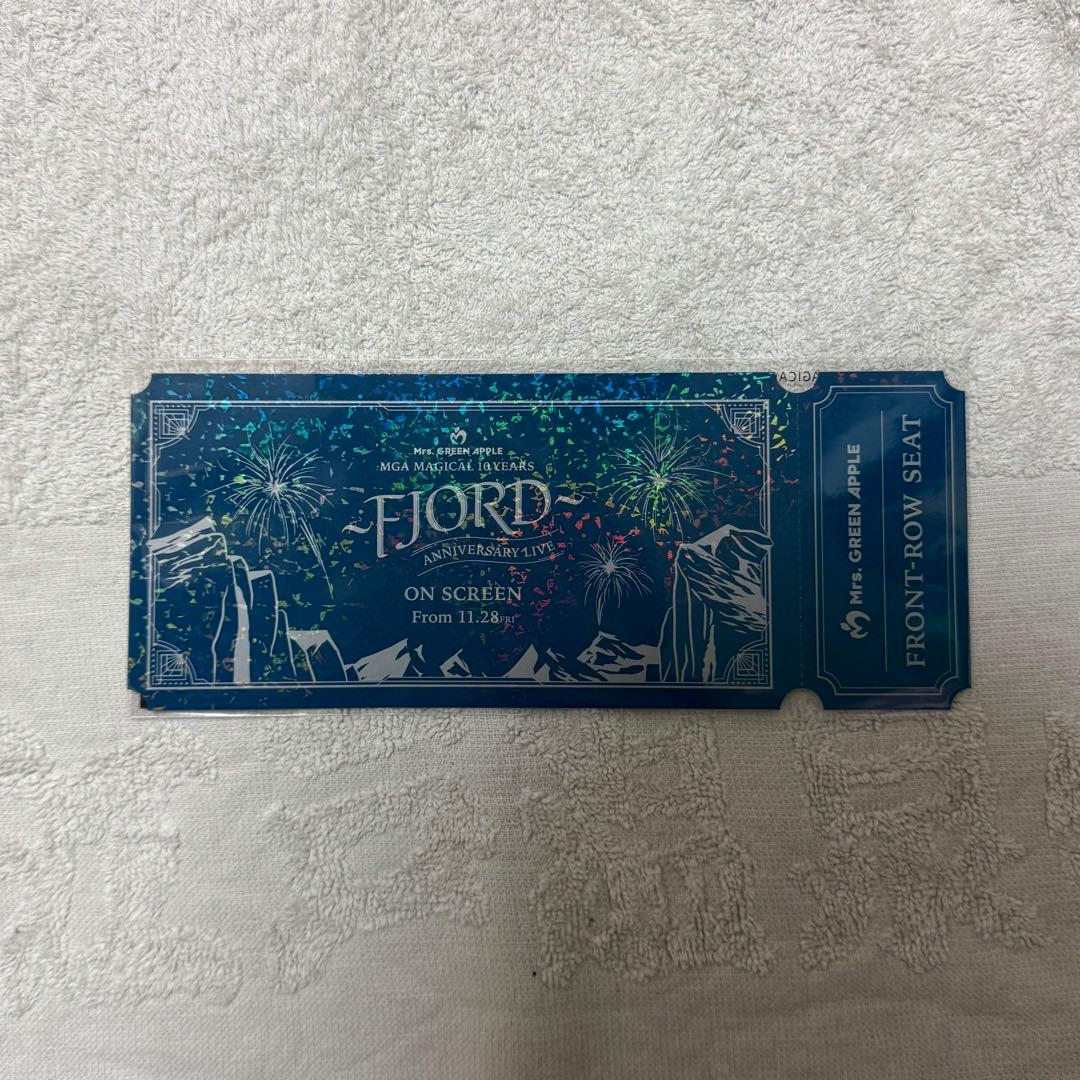 Mrs. GREEN APPLE
MGA MAGICAL 10 YEARS
~FJORD~
ANNIVERSARY LIVE
ON SCREEN
From 11.28 FRI
AGICA
Mrs. GREEN APPLE
FRONT-ROW SEAT